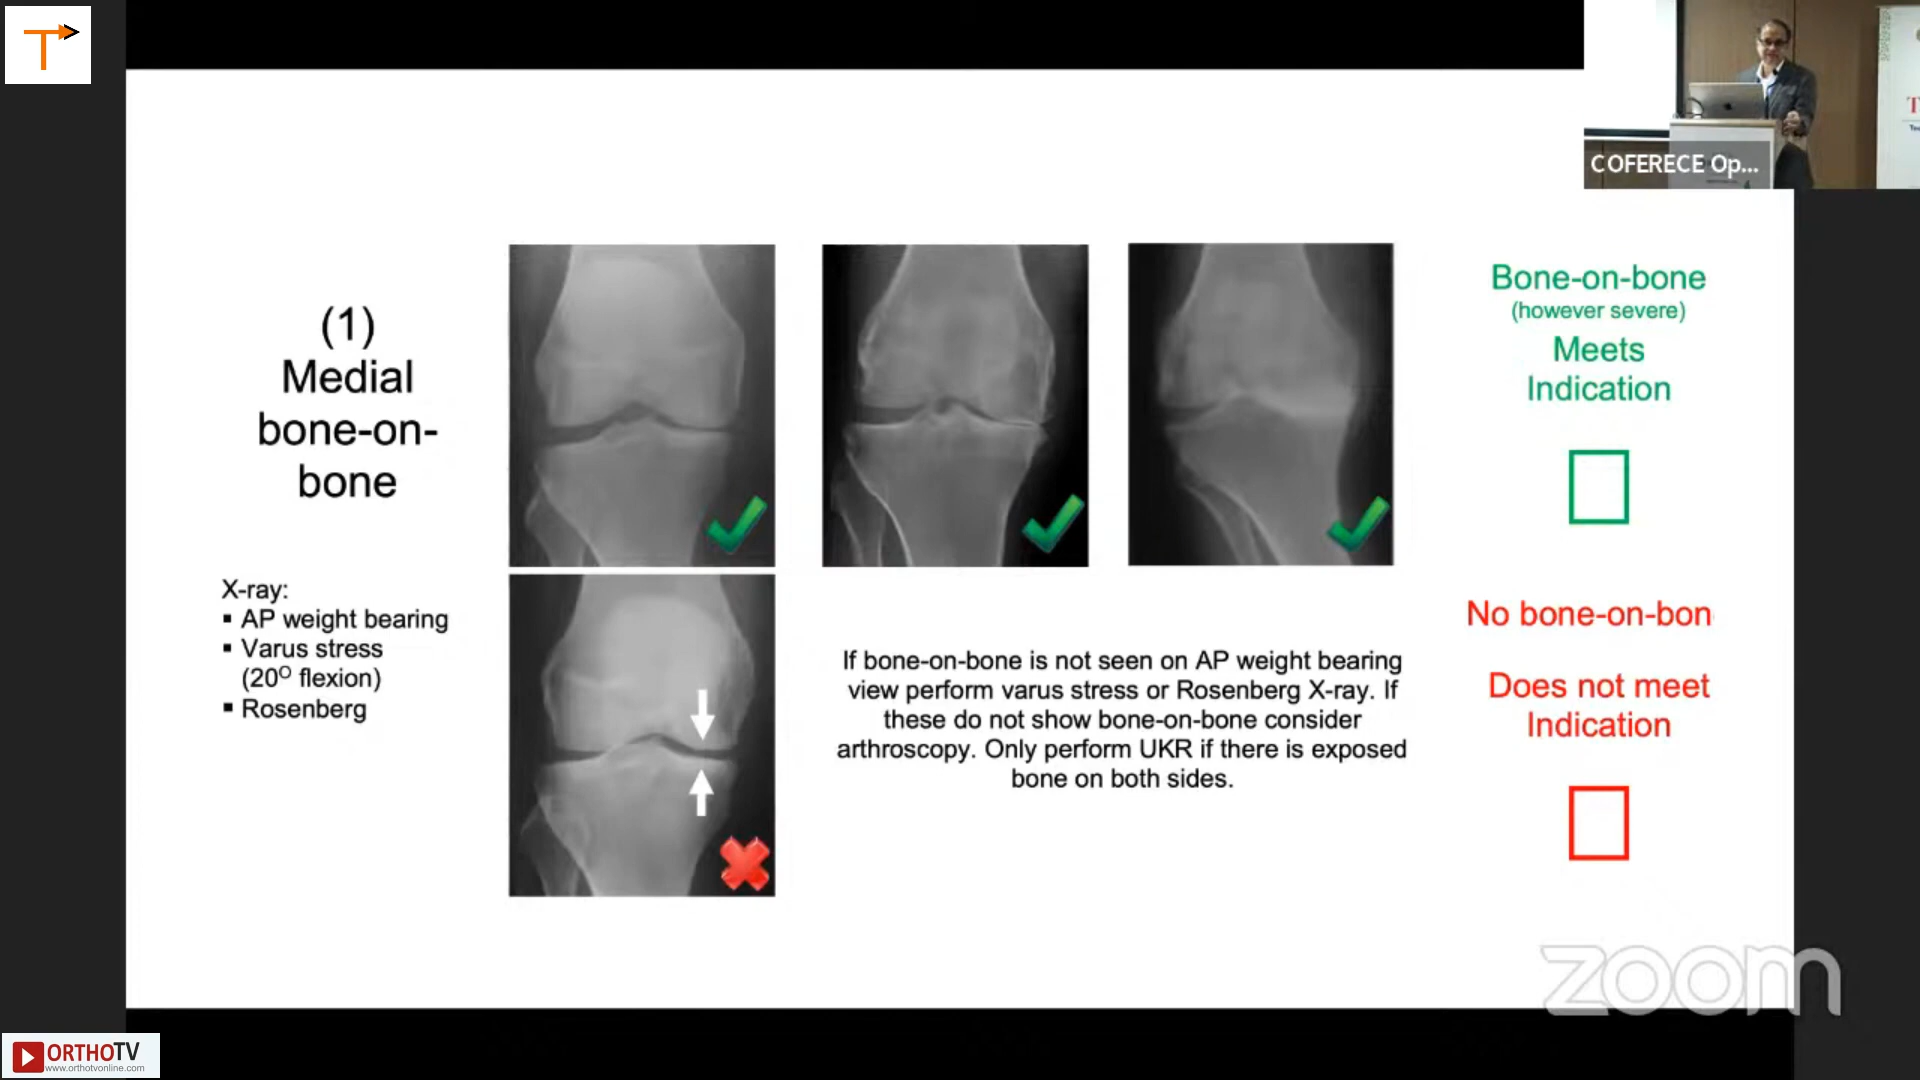 T
COFERECE Op...
(1)
Medial
bone-on-
bone
X-ray:
▪ AP weight bearing
▪ Varus stress
(20O flexion)
▪ Rosenberg
If bone-on-bone is not seen on AP weight bearing
view perform varus stress or Rosenberg X-ray. If
these do not show bone-on-bone consider
arthroscopy. Only perform UKR if there is exposed
bone on both sides.
Bone-on-bone
(however severe)
Meets
Indication
No bone-on-bon
Does not meet
Indication
zoom
ORTHOTV
www.orthotvonline.com